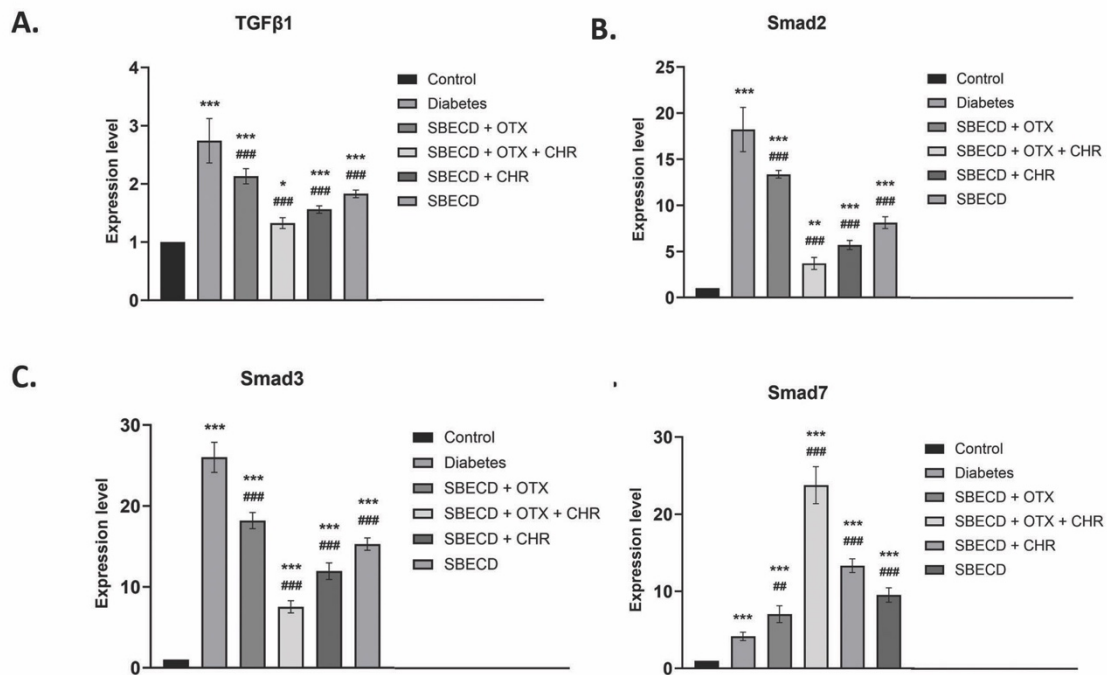 A.
TGFβ1
Expression level
4
3
2
1
0
***
***
###
*
###
***
###
***
###
Control
Diabetes
SBECD + OTX
SBECD + OTX + CHR
SBECD + CHR
SBECD
B.
Smad2
Expression level
25
20
15
10
5
0
***
***
###
**
###
***
###
***
###
Control
Diabetes
SBECD + OTX
SBECD + OTX + CHR
SBECD + CHR
SBECD
C.
Smad3
Expression level
30
20
10
0
***
***
###
***
###
***
###
***
###
Control
Diabetes
SBECD + OTX
SBECD + OTX + CHR
SBECD + CHR
SBECD
Smad7
Expression level
30
20
10
0
***
***
##
***
###
***
###
***
###
Control
Diabetes
SBECD + OTX
SBECD + OTX + CHR
SBECD + CHR
SBECD